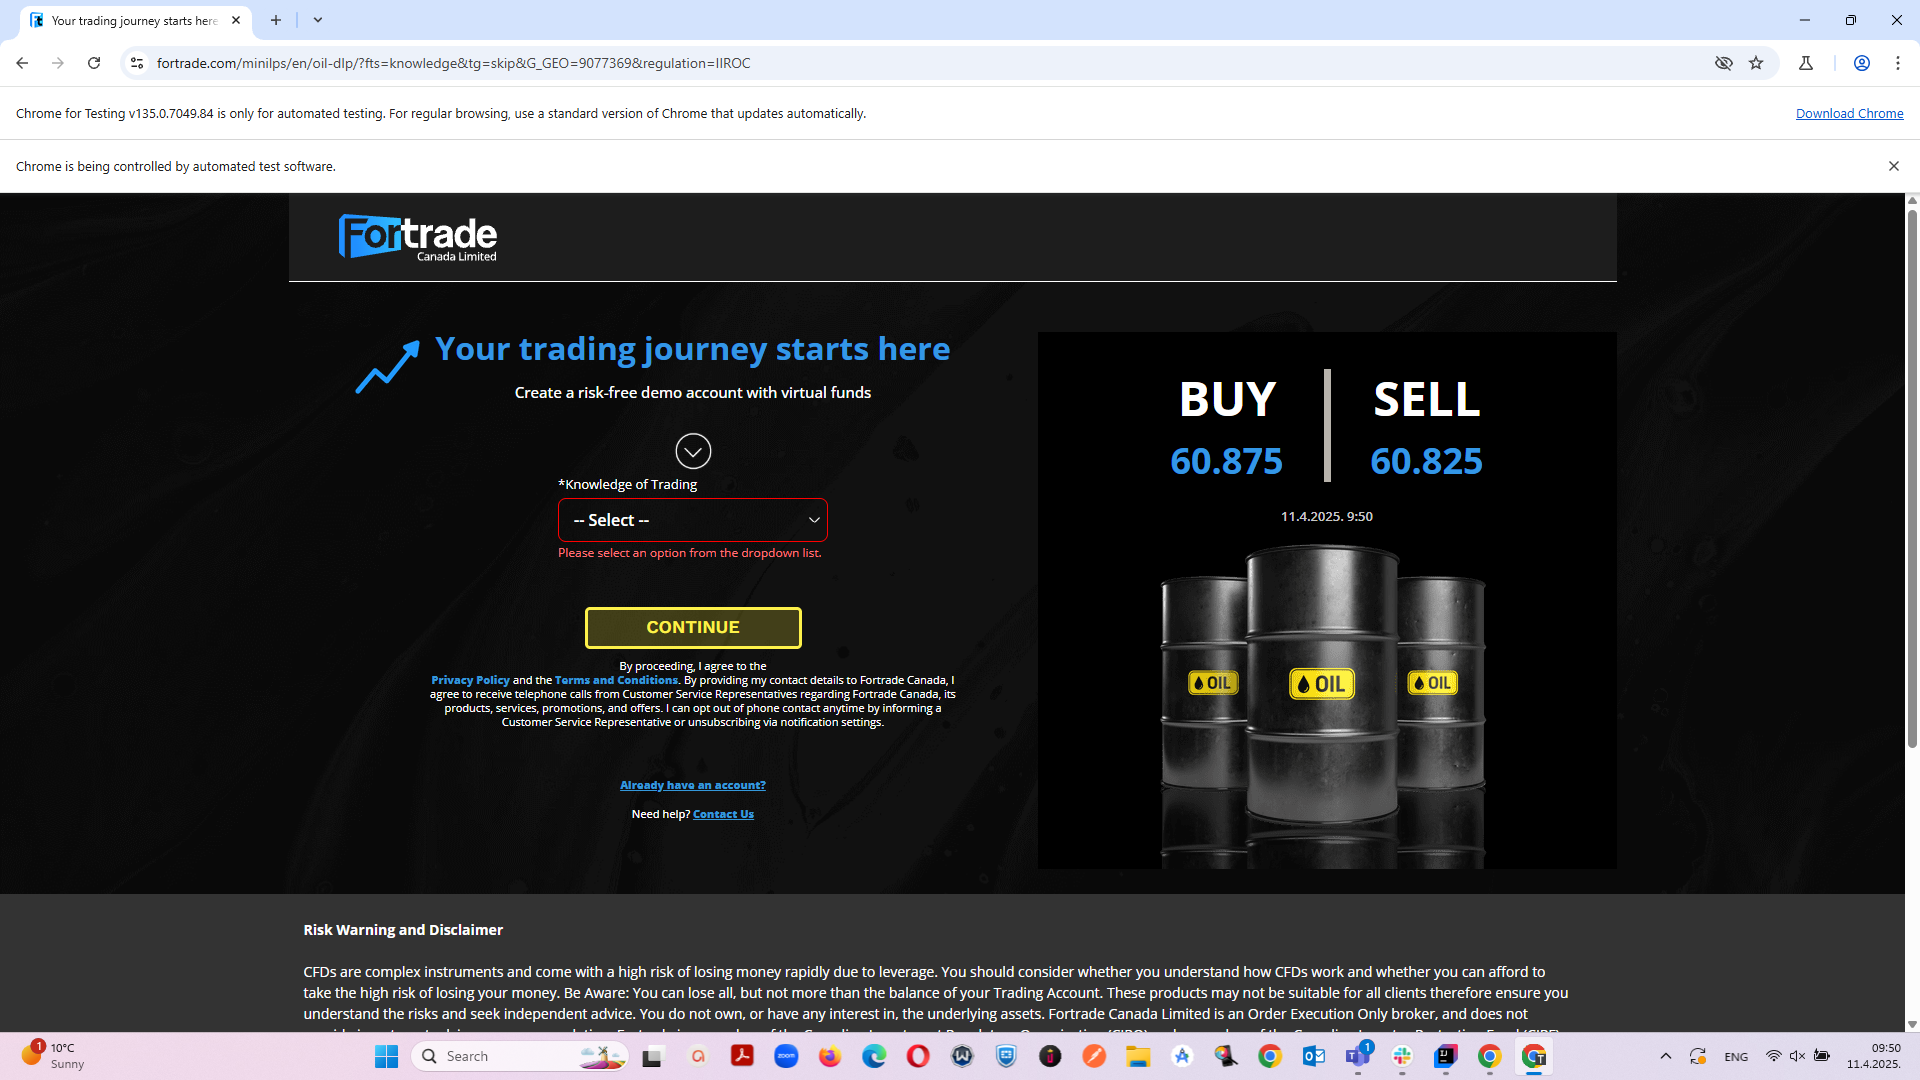 Your trading journey starts here
fortrade.com/minilps/en/oil-dlp/?fts=knowledge&tg=skip&G_GEO=9077369&regulation=IIROC
Chrome for Testing v135.0.7049.84 is only for automated testing. For regular browsing, use a standard version of Chrome that updates automatically.
Download Chrome
Chrome is being controlled by automated test software.
Fortrade
Canada Limited
Your trading journey starts here
Create a risk-free demo account with virtual funds
*Knowledge of Trading
-- Select --
Please select an option from the dropdown list.
CONTINUE
By proceeding, I agree to the
Privacy Policy and the Terms and Conditions. By providing my contact details to Fortrade Canada, I
agree to receive telephone calls from Customer Service Representatives regarding Fortrade Canada, its
products, services, promotions, and offers. I can opt out of phone contact anytime by informing a
Customer Service Representative or unsubscribing via notification settings.
Already have an account?
Need help? Contact Us
BUY
SELL
60.875
60.825
11.4.2025. 9:50
OIL
OIL
OIL
Risk Warning and Disclaimer
CFDs are complex instruments and come with a high risk of losing money rapidly due to leverage. You should consider whether you understand how CFDs work and whether you can afford to
take the high risk of losing your money. Be Aware: You can lose all, but not more than the balance of your Trading Account. These products may not be suitable for all clients therefore ensure you
understand the risks and seek independent advice. You do not own, or have any interest in, the underlying assets. Fortrade Canada Limited is an Order Execution Only broker, and does not
1
10°C
Sunny
Search
zoom
1
ENG
09:50
11.4.2025.